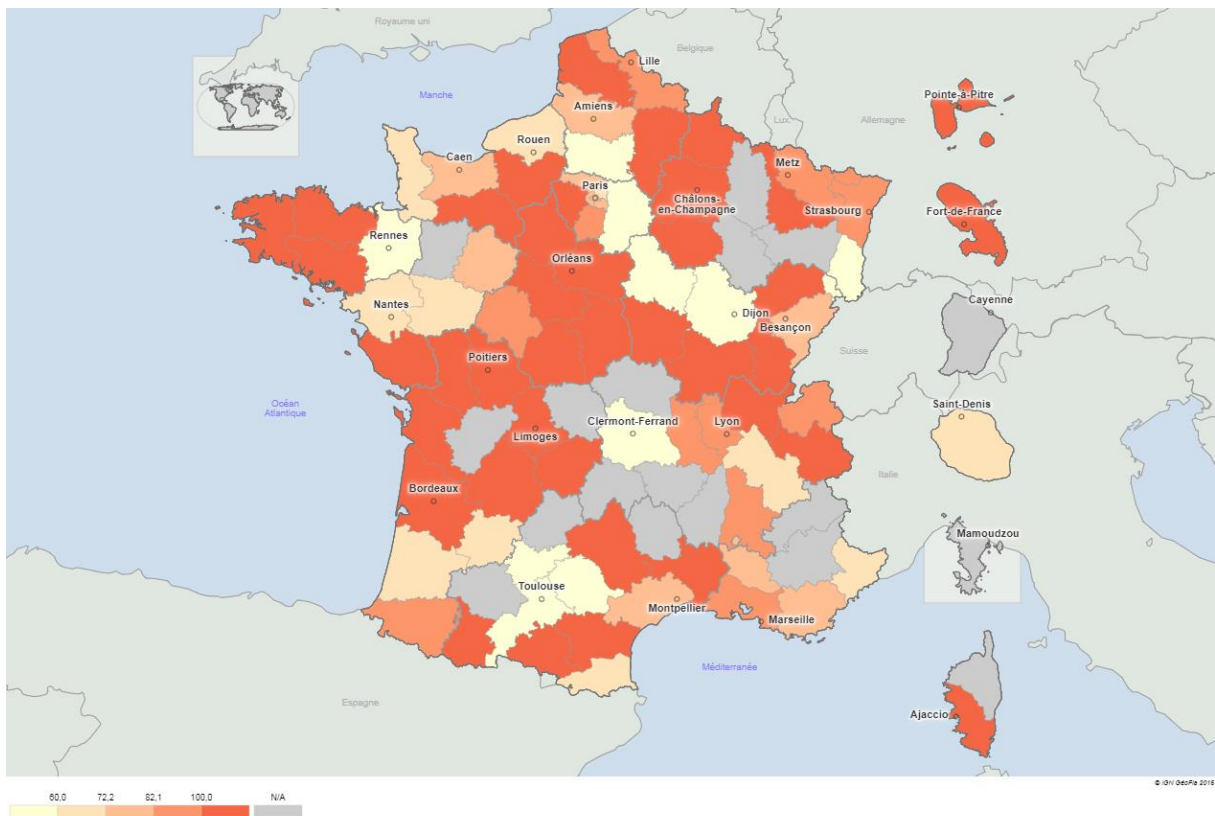 Royaume uni
Belgique
Lille
Manche
Amiens
Pointe-à-Pitre
Lux.
Allemagne
Rouen
Caen
Metz
Paris
Châlons-
en-Champagne
Strasbourg
Fort-de-France
Rennes
Orléans
Cayenne
Nantes
Dijon
Besançon
Suisse
Poitiers
Océan
Atlantique
Saint-Denis
Clermont-Ferrand
Lyon
Limoges
Italie
Bordeaux
Mamoudzou
Toulouse
Montpellier
Marseille
Méditerranée
Espagne
Ajaccio
© IGN GéoFla 2015
60,0 72,2 82,1 100,0 N/A